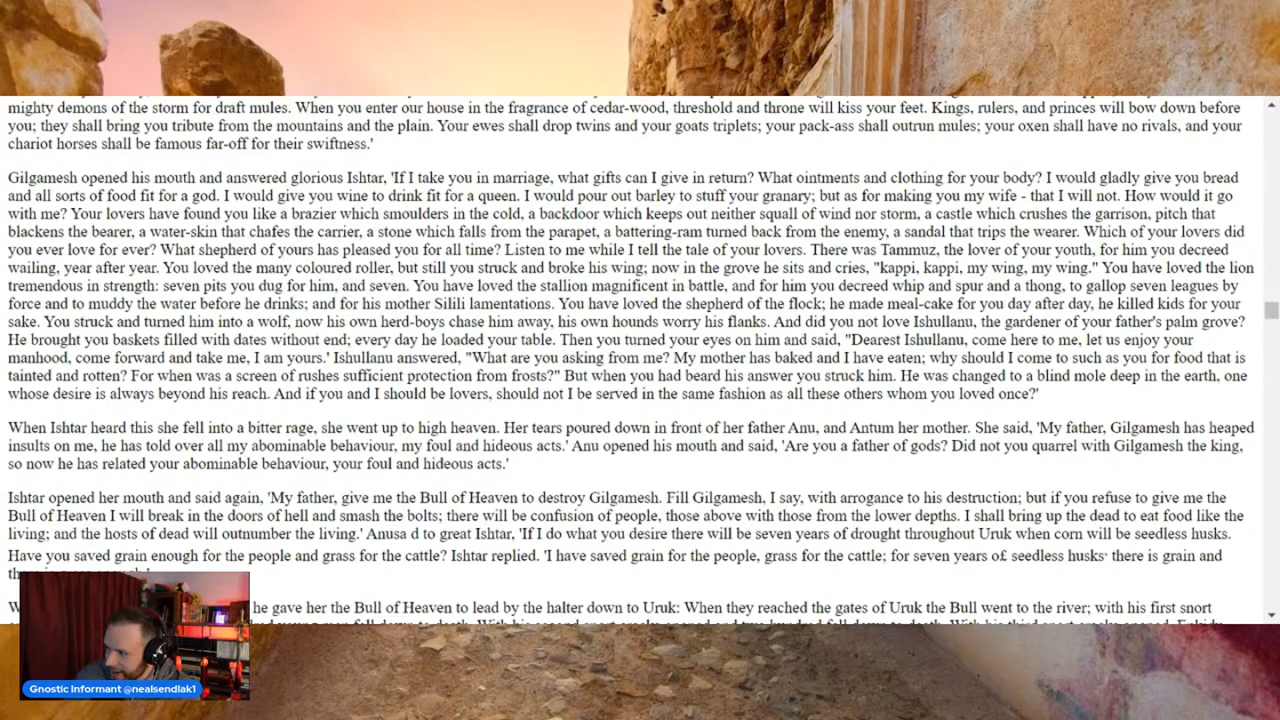 mighty demons of the storm for draft mules. When you enter our house in the fragrance of cedar-wood, threshold and throne will kiss your feet. Kings, rulers, and princes will bow down before
you; they shall bring you tribute from the mountains and the plain. Your ewes shall drop twins and your goats triplets; your pack-ass shall outrun mules; your oxen shall have no rivals, and your
chariot horses shall be famous far-off for their swiftness.'
Gilgamesh opened his mouth and answered glorious Ishtar, 'If I take you in marriage, what gifts can I give in return? What ointments and clothing for your body? I would gladly give you bread
and all sorts of food fit for a god. I would give you wine to drink fit for a queen. I would pour out barley to stuff your granary; but as for making you my wife - that I will not. How would it go
with me? Your lovers have found you like a brazier which smoulders in the cold, a backdoor which keeps out neither squall of wind nor storm, a castle which crushes the garrison, pitch that
blackens the bearer, a water-skin that chafes the carrier, a stone which falls from the parapet, a battering-ram turned back from the enemy, a sandal that trips the wearer. Which of your lovers did
you ever love for ever? What shepherd of yours has pleased you for all time? Listen to me while I tell the tale of your lovers. There was Tammuz, the lover of your youth, for him you decreed
wailing, year after year. You loved the many coloured roller, but still you struck and broke his wing; now in the grove he sits and cries, "kappi, kappi, my wing, my wing." You have loved the lion
tremendous in strength: seven pits you dug for him, and seven. You have loved the stallion magnificent in battle, and for him you decreed whip and spur and a thong, to gallop seven leagues by
force and to muddy the water before he drinks; and for his mother Silili lamentations. You have loved the shepherd of the flock; he made meal-cake for you day after day, he killed kids for your
sake. You struck and turned him into a wolf, now his own herd-boys chase him away, his own hounds worry his flanks. And did you not love Ishullanu, the gardener of your father's palm grove?
He brought you baskets filled with dates without end; every day he loaded your table. Then you turned your eyes on him and said, "Dearest Ishullanu, come here to me, let us enjoy your
manhood, come forward and take me, I am yours.' Ishullanu answered, "What are you asking from me? My mother has baked and I have eaten; why should I come to such as you for food that is
tainted and rotten? For when was a screen of rushes sufficient protection from frosts?" But when you had beard his answer you struck him. He was changed to a blind mole deep in the earth, one
whose desire is always beyond his reach. And if you and I should be lovers, should not I be served in the same fashion as all these others whom you loved once?'
When Ishtar heard this she fell into a bitter rage, she went up to high heaven. Her tears poured down in front of her father Anu, and Antum her mother. She said, 'My father, Gilgamesh has heaped
insults on me, he has told over all my abominable behaviour, my foul and hideous acts.' Anu opened his mouth and said, 'Are you a father of gods? Did not you quarrel with Gilgamesh the king,
so now he has related your abominable behaviour, your foul and hideous acts.'
Ishtar opened her mouth and said again, 'My father, give me the Bull of Heaven to destroy Gilgamesh. Fill Gilgamesh, I say, with arrogance to his destruction; but if you refuse to give me the
Bull of Heaven I will break in the doors of hell and smash the bolts; there will be confusion of people, those above with those from the lower depths. I shall bring up the dead to eat food like the
living; and the hosts of dead will outnumber the living.' Anusa d to great Ishtar, 'If I do what you desire there will be seven years of drought throughout Uruk when corn will be seedless husks.
Have you saved grain enough for the people and grass for the cattle? Ishtar replied. 'I have saved grain for the people, grass for the cattle; for seven years o£ seedless husks· there is grain and
he gave her the Bull of Heaven to lead by the halter down to Uruk: When they reached the gates of Uruk the Bull went to the river; with his first snort
Gnostic Informant @nealsendlak1